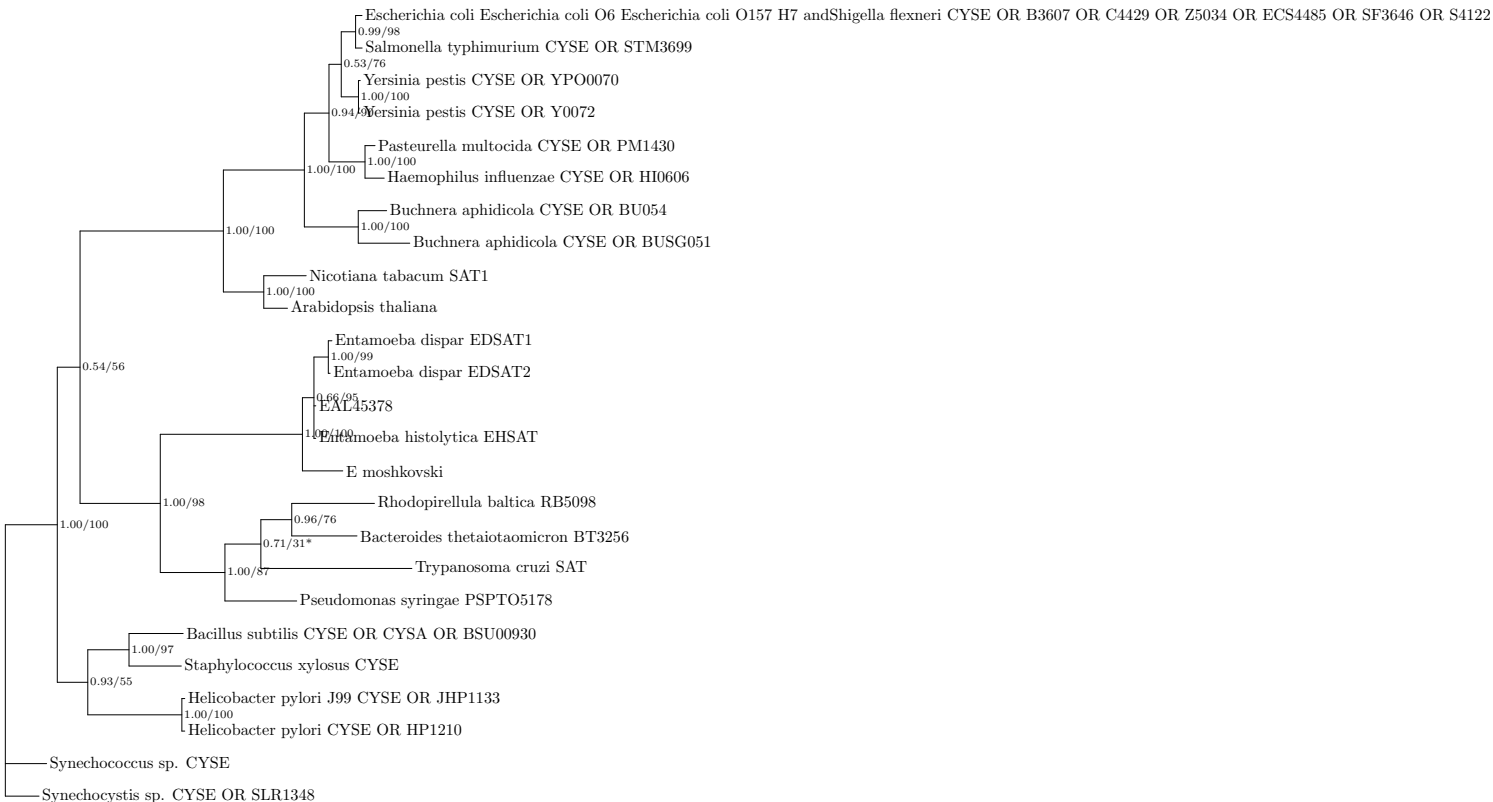 Escherichia coli Escherichia coli O6 Escherichia coli O157 H7 andShigella flexneri CYSE OR B3607 OR C4429 OR Z5034 OR ECS4485 OR SF3646 OR S4122
0.99/98
Salmonella typhimurium CYSE OR STM3699
0.53/76
Yersinia pestis CYSE OR YPO0070
1.00/100
Yersinia pestis CYSE OR Y0072
Pasteurella multocida CYSE OR PM1430
1.00/100
Haemophilus influenzae CYSE OR HI0606
1.00/100
Buchnera aphidicola CYSE OR BU054
1.00/100
Buchnera aphidicola CYSE OR BUSG051
1.00/100
Nicotiana tabacum SAT1
1.00/100
Arabidopsis thaliana
Entamoeba dispar EDSAT1
1.00/99
Entamoeba dispar EDSAT2
0.54/56
0.66/95
EAL45378
1.00/100
Entamoeba histolytica EHSAT
E moshkovski
1.00/98
Rhodopirellula baltica RB5098
0.96/76
Bacteroides thetaiotaomicron BT3256
1.00/100
0.71/31*
Trypanosoma cruzi SAT
1.00/87
Pseudomonas syringae PSPTO5178
Bacillus subtilis CYSE OR CYSA OR BSU00930
1.00/97
Staphylococcus xylosus CYSE
0.93/55
Helicobacter pylori J99 CYSE OR JHP1133
1.00/100
Helicobacter pylori CYSE OR HP1210
Synechococcus sp. CYSE
Synechocystis sp. CYSE OR SLR1348